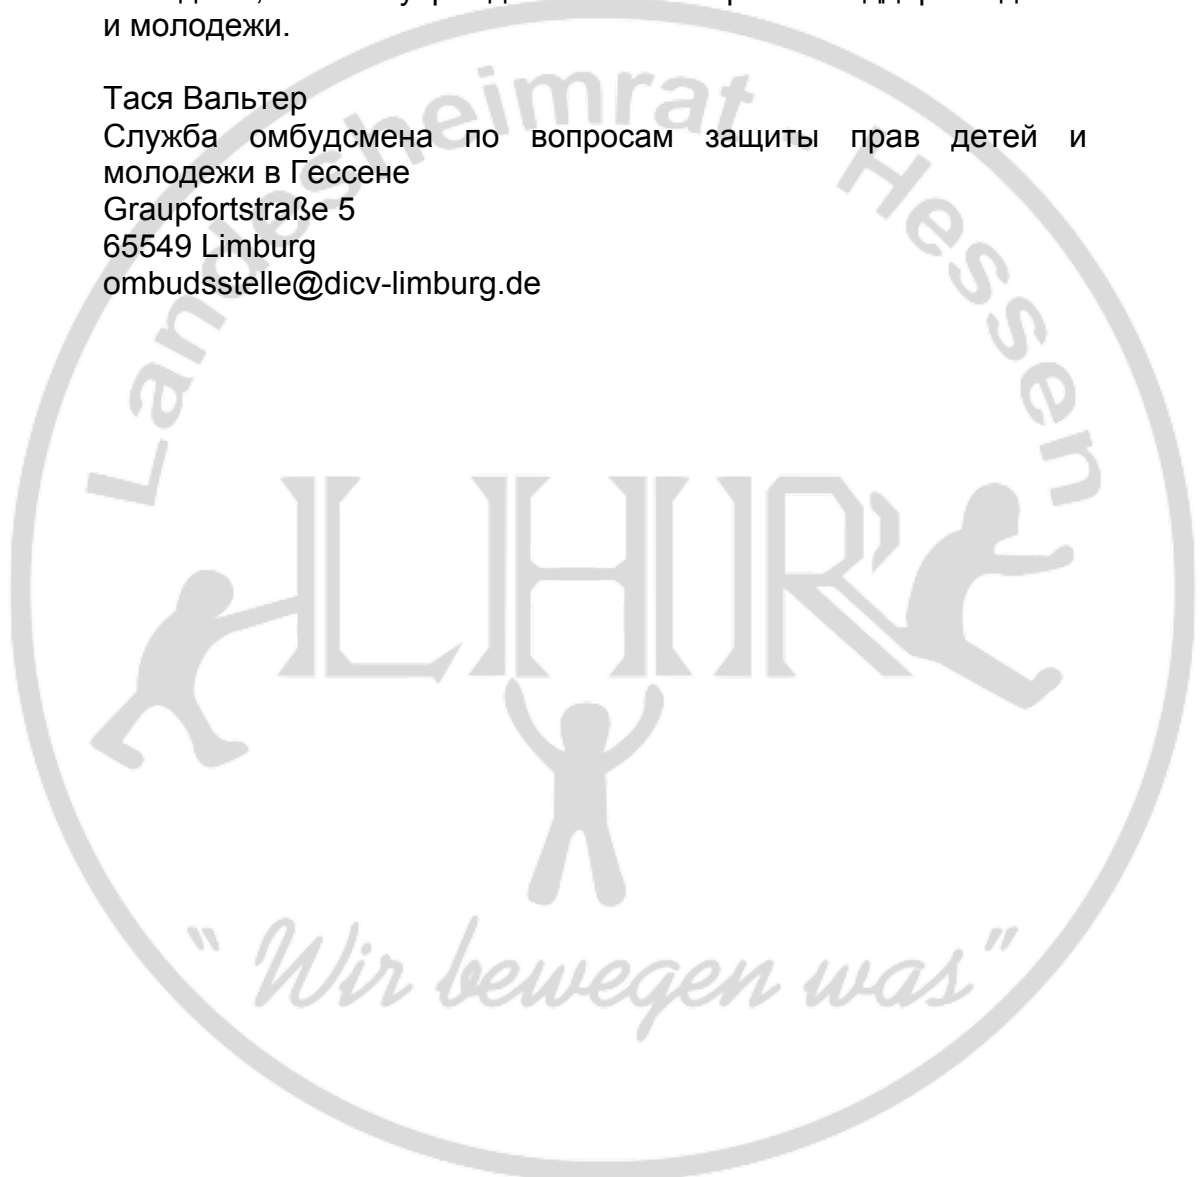 и молодежи.
Тася Вальтер
Служба омбудсмена по вопросам защиты прав детей и
молодежи в Гессене
Graupfortstraße 5
65549 Limburg
ombudsstelle@dicv-limburg.de
Landesheimrat - Hessen
LHR
" Wir bewegen was"